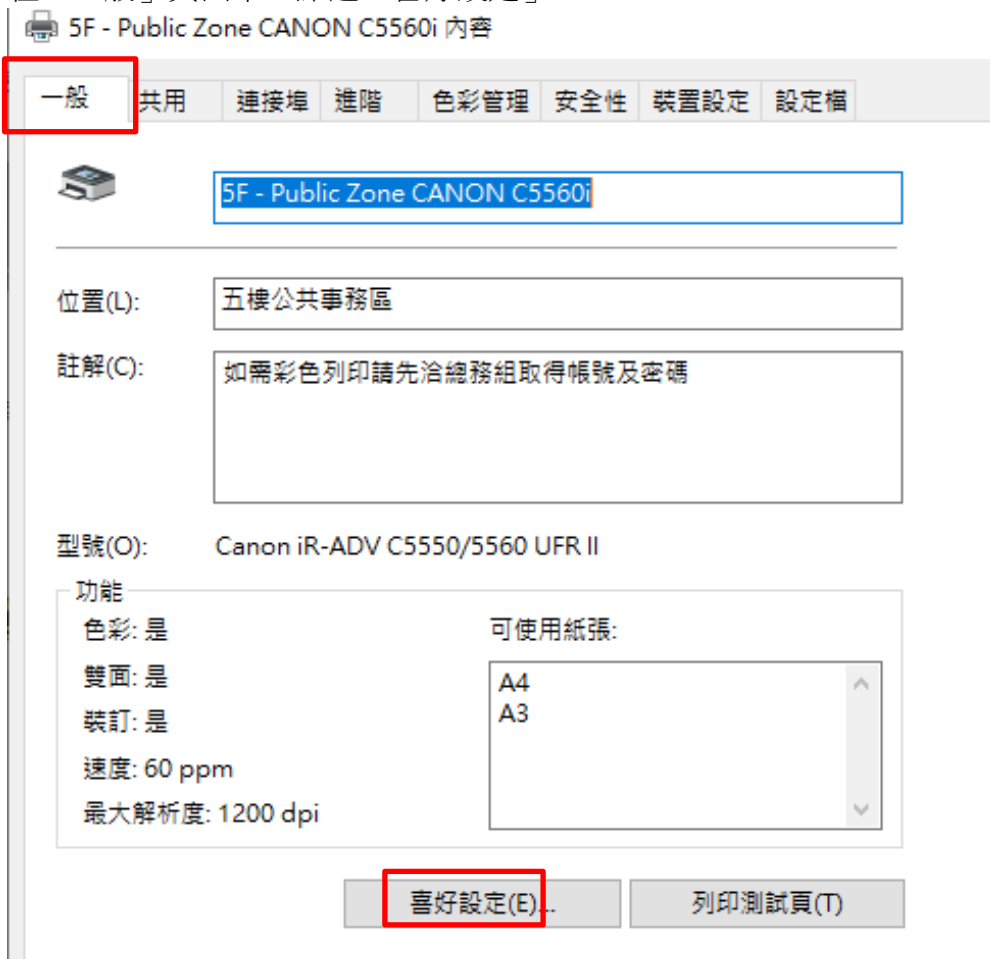 5F - Public Zone CANON C5560i 內容
一般 共用 連接埠 進階 色彩管理 安全性 裝置設定 設定檔
5F - Public Zone CANON C5560i
位置(L): 五樓公共事務區
註解(C): 如需彩色列印請先洽總務組取得帳號及密碼
型號(O): Canon iR-ADV C5550/5560 UFR II
功能
色彩: 是 可使用紙張:
雙面: 是 A4
裝訂: 是 A3
速度: 60 ppm
最大解析度: 1200 dpi
喜好設定(E)... 列印測試頁(T)